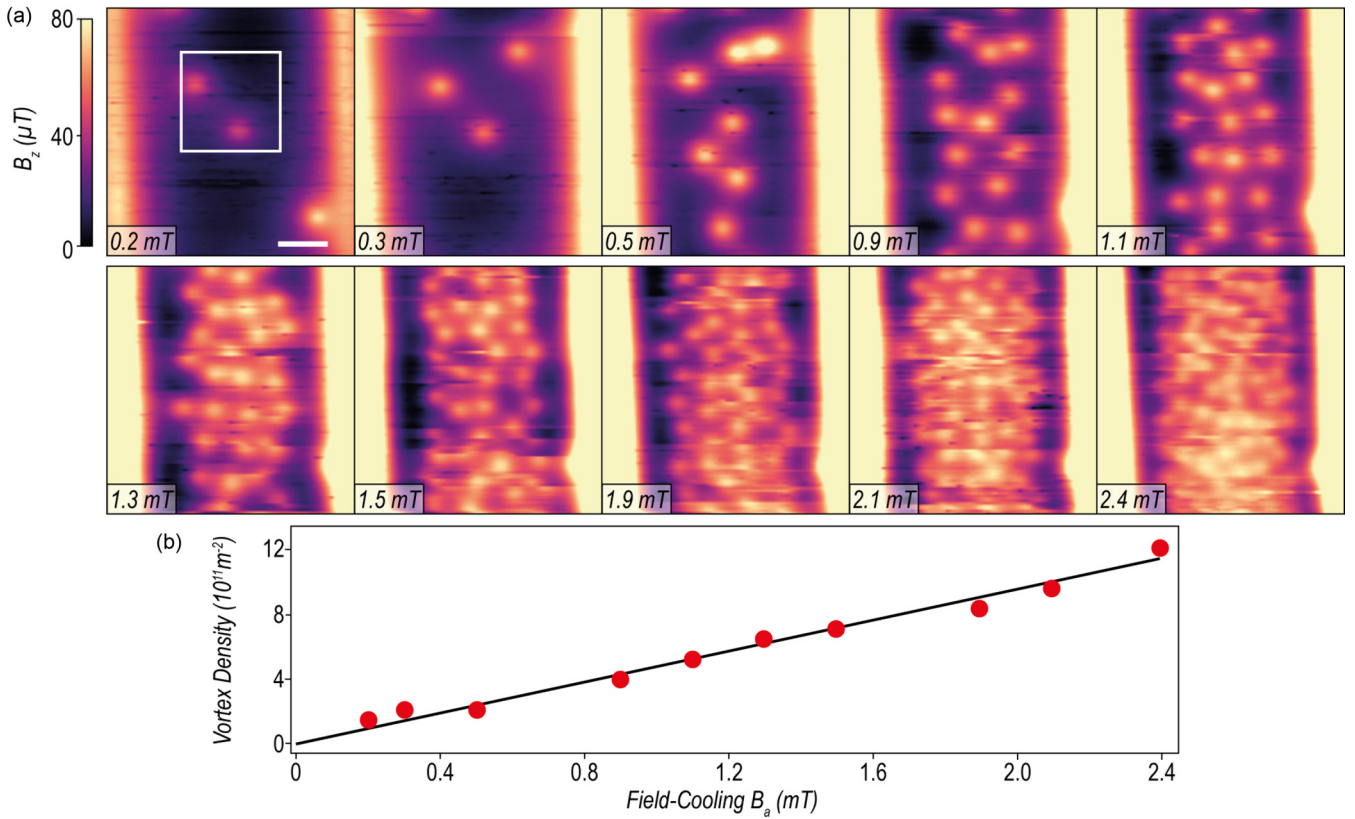 (a)
80
40
0
B_z (μT)
0.2 mT
0.3 mT
0.5 mT
0.9 mT
1.1 mT
1.3 mT
1.5 mT
1.9 mT
2.1 mT
2.4 mT
(b)
Vortex Density (10¹¹m⁻²)
12
8
4
0
0 0.4 0.8 1.2 1.6 2.0 2.4
Field-Cooling B_a (mT)